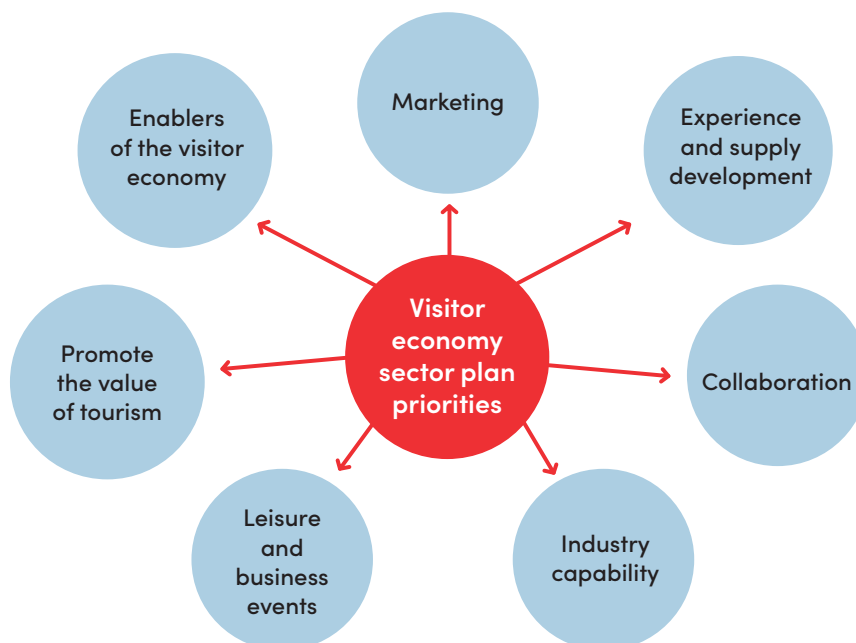 Marketing
Enablers
of the visitor
economy
Experience
and supply
development
Visitor
economy
sector plan
priorities
Promote
the value
of tourism
Collaboration
Leisure
and
business
events
Industry
capability